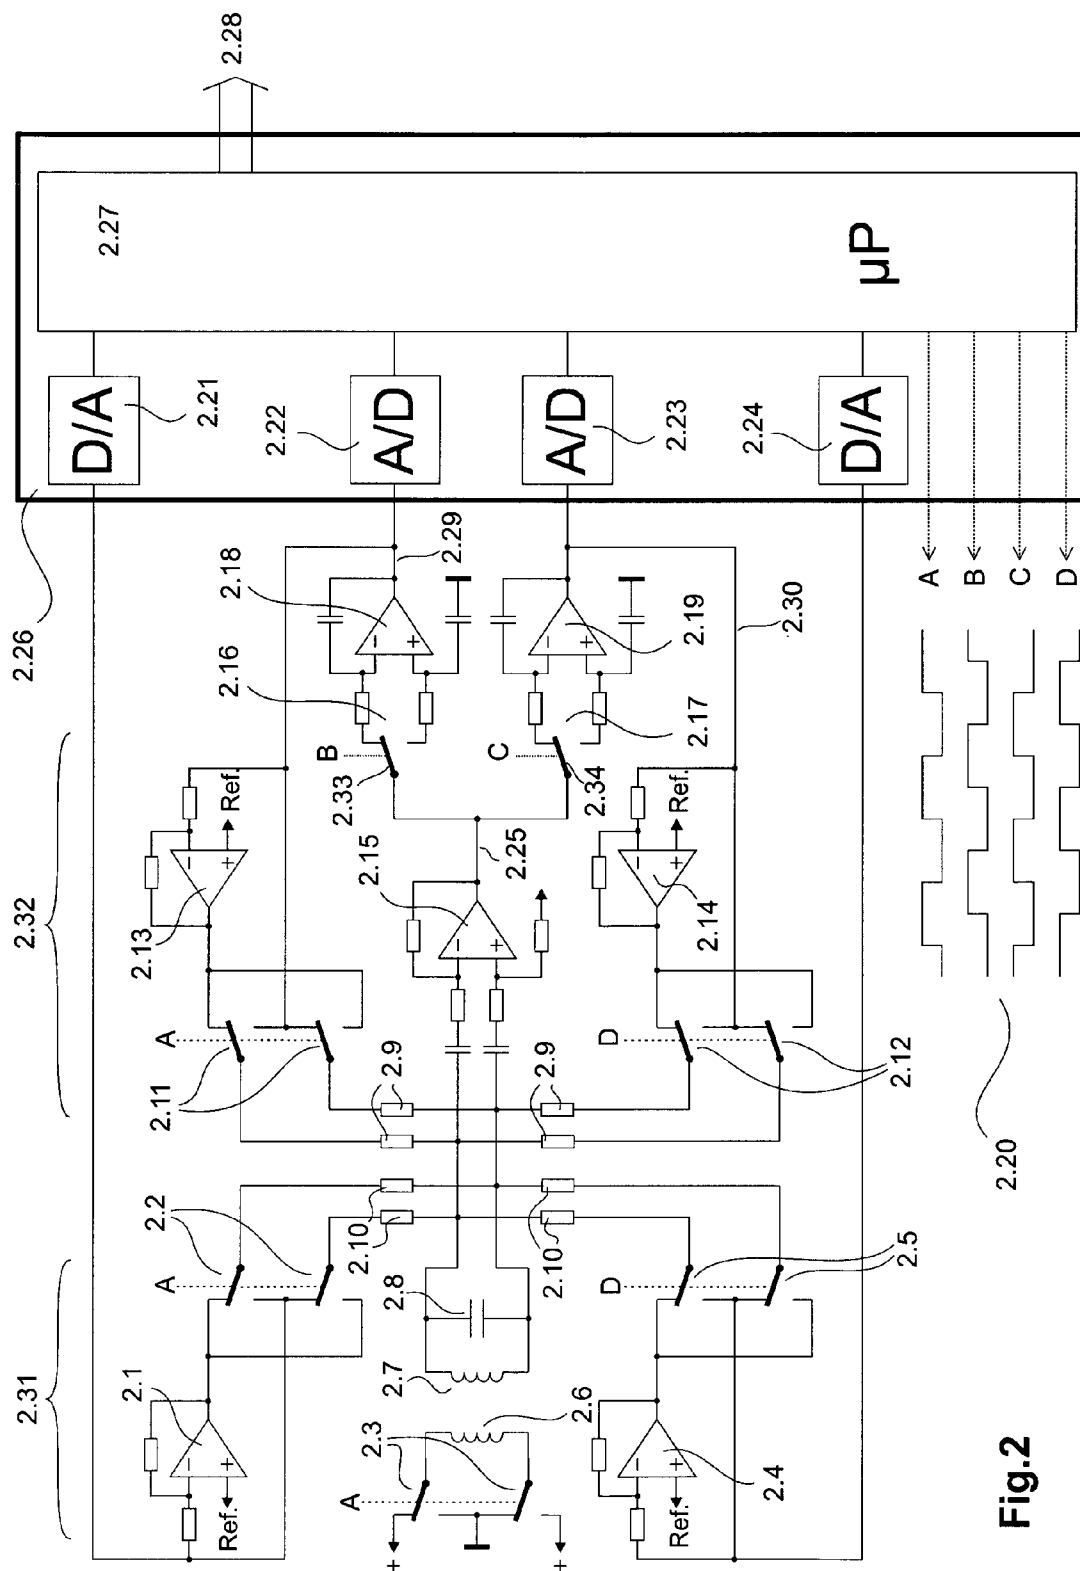 2.28
2.27
µP
D/A
2.21
A/D
2.22
A/D
2.23
D/A
2.24
2.26
A
B
C
D
2.29
2.18
2.19
2.30
2.16
2.17
B
2.33
C
2.34
2.32
Ref.
2.13
2.15
2.25
Ref.
2.14
A
2.11
D
2.12
2.9
2.9
2.20
2.2
A
2.10
2.10
2.8
D
2.5
2.31
2.1
Ref.
2.7
2.6
2.3
A
+
+
2.4
Ref.
Fig.2